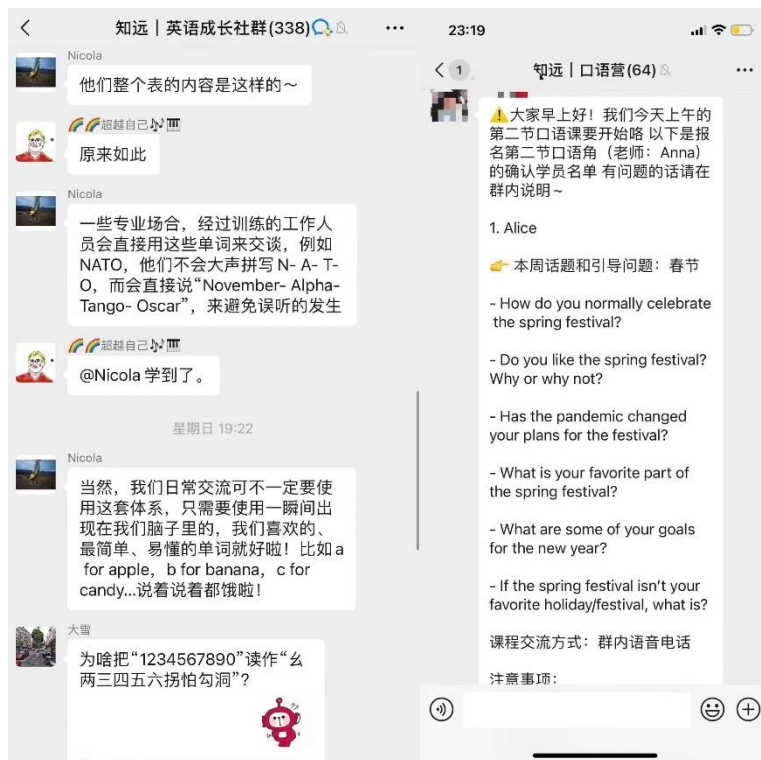 知远 | 英语成长社群(338)
Nicola
他们整个表的内容是这样的~
🌈🌈超越自己🎶🎹
原来如此
Nicola
一些专业场合，经过训练的工作人
员会直接用这些单词来交谈，例如
NATO，他们不会大声拼写 N- A- T-
O，而会直接说“November- Alpha-
Tango- Oscar”，来避免误听的发生
🌈🌈超越自己🎶🎹
@Nicola 学到了。
星期日 19:22
Nicola
当然，我们日常交流可不一定要使
用这套体系，只需要使用一瞬间出
现在我们脑子里的，我们喜欢的、
最简单、易懂的单词就好啦！比如 a
for apple，b for banana，c for
candy...说着说着都饿啦！
大雪
为啥把“1234567890”读作“幺
两三四五六拐怕勾洞”?
23:19
1
知远 | 口语营(64)
⚠️大家早上好！我们今天上午的
第二节口语课要开始咯 以下是报
名第二节口语角（老师：Anna）
的确认学员名单 有问题的话请在
群内说明~
1. Alice
👉 本周话题和引导问题：春节
- How do you normally celebrate
the spring festival?
- Do you like the spring festival?
Why or why not?
- Has the pandemic changed
your plans for the festival?
- What is your favorite part of
the spring festival?
- What are some of your goals
for the new year?
- If the spring festival isn't your
favorite holiday/festival, what is?
课程交流方式：群内语音电话
注意事项：